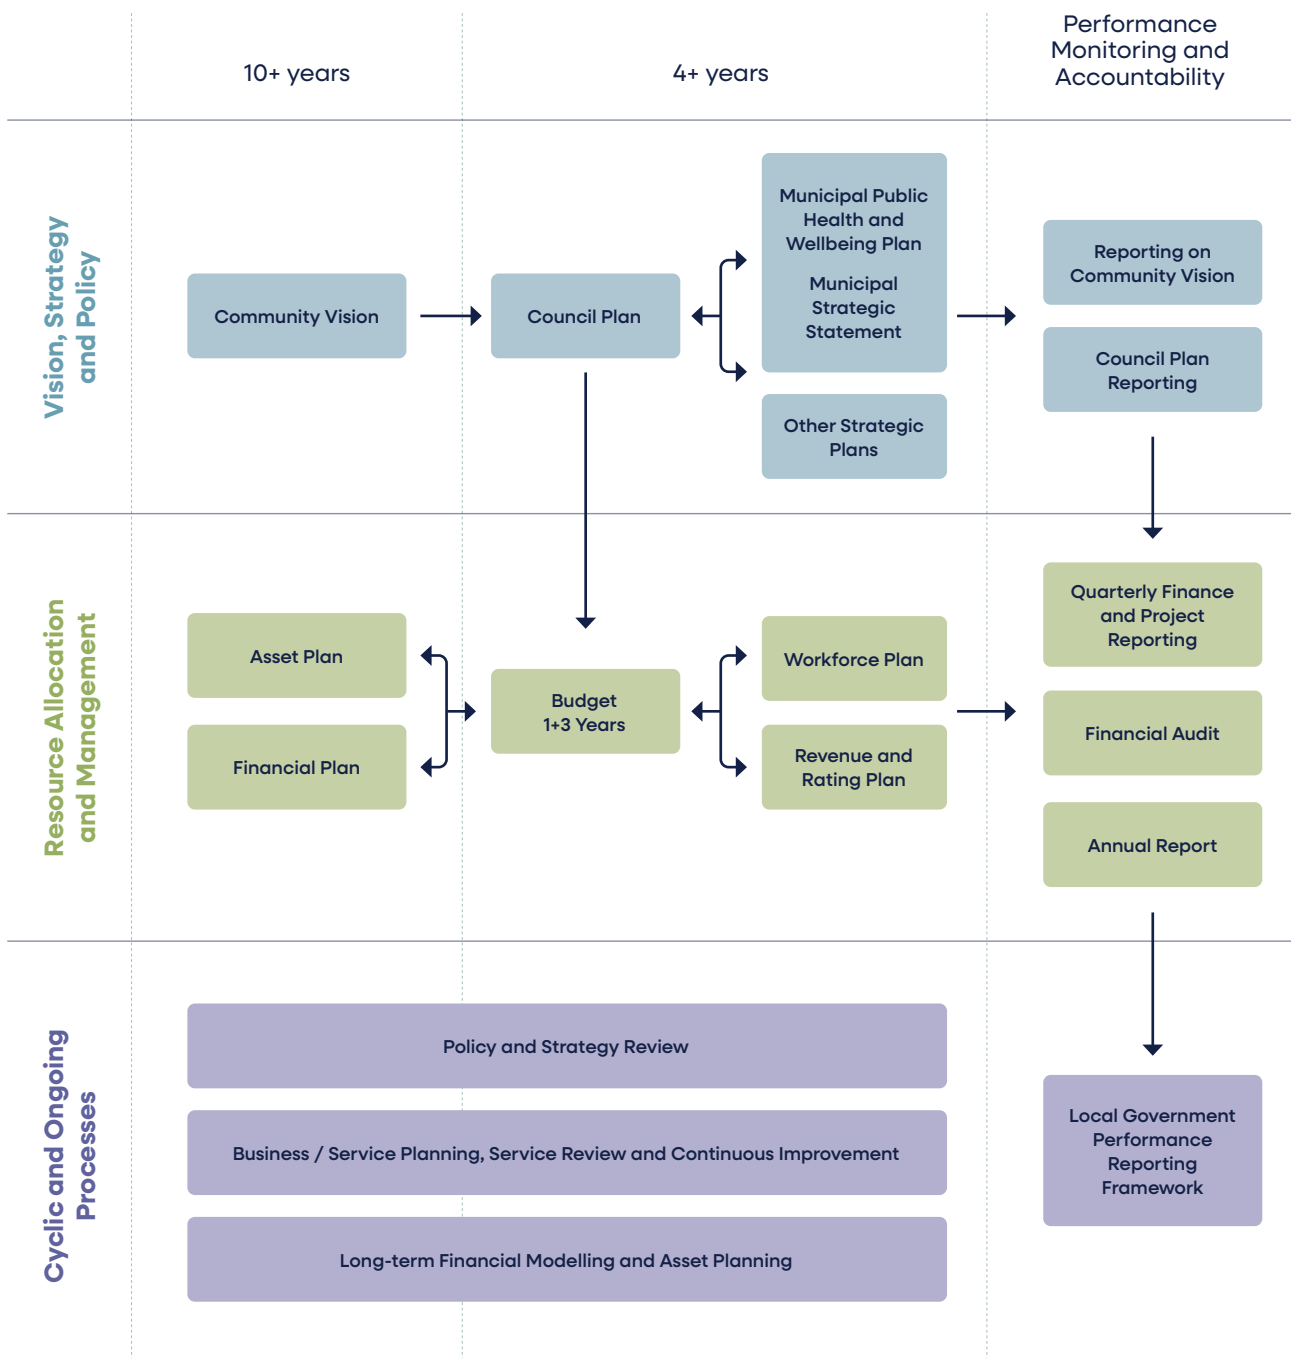 10+ years
4+ years
Performance
Monitoring and
Accountability
Vision, Strategy
and Policy
Community Vision
Council Plan
Municipal Public
Health and
Wellbeing Plan
Municipal
Strategic
Statement
Other Strategic
Plans
Reporting on
Community Vision
Council Plan
Reporting
Resource Allocation
and Management
Asset Plan
Financial Plan
Budget
1+3 Years
Workforce Plan
Revenue and
Rating Plan
Quarterly Finance
and Project
Reporting
Financial Audit
Annual Report
Cyclic and Ongoing
Processes
Policy and Strategy Review
Business / Service Planning, Service Review and Continuous Improvement
Long-term Financial Modelling and Asset Planning
Local Government
Performance
Reporting
Framework